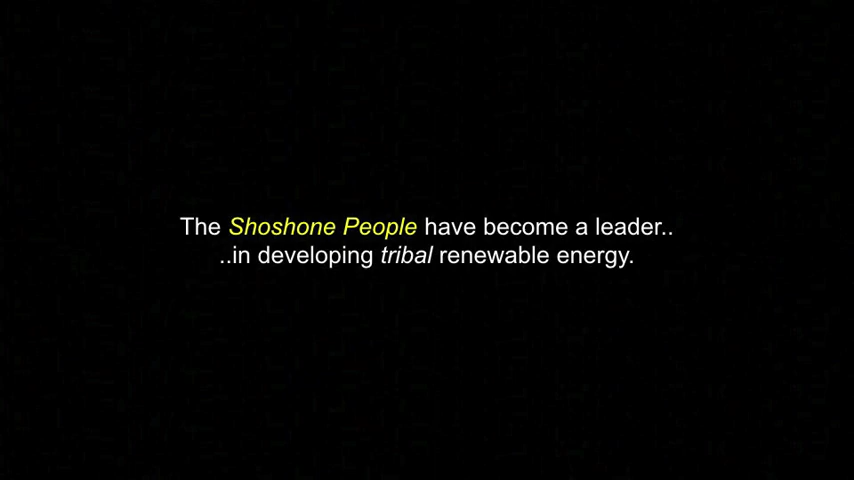 The Shoshone People have become a leader..
..in developing tribal renewable energy.